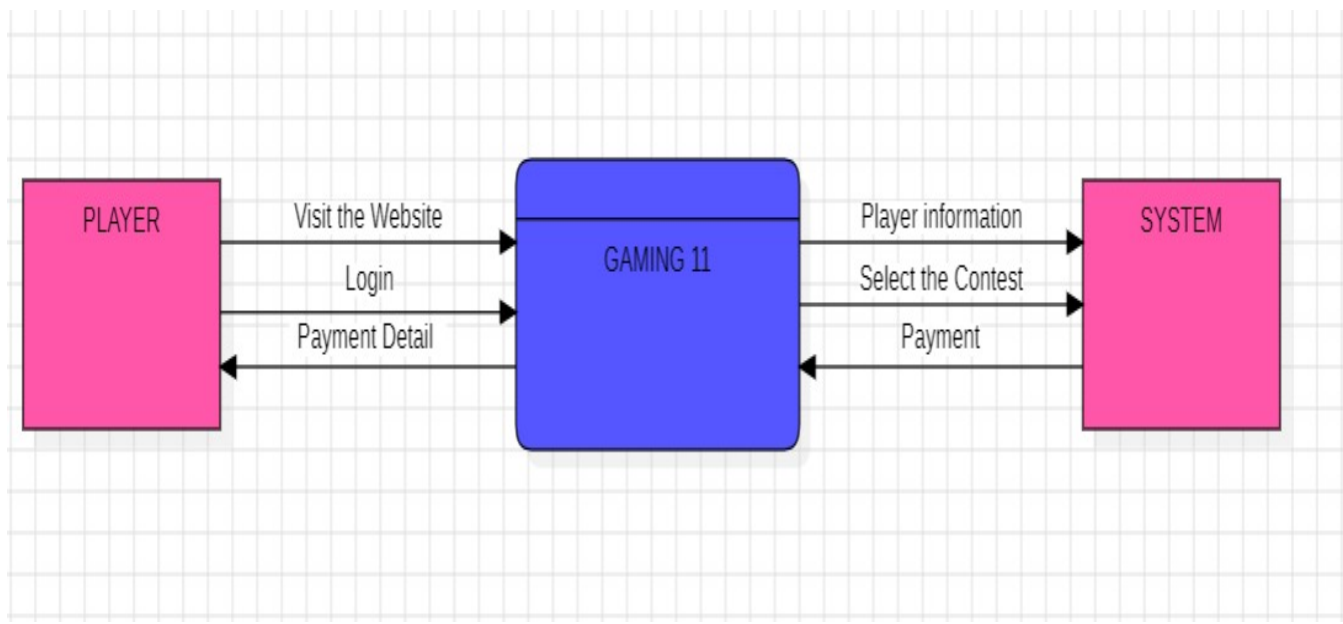 PLAYER
Visit the Website
Login
Payment Detail
GAMING 11
Player information
Select the Contest
Payment
SYSTEM